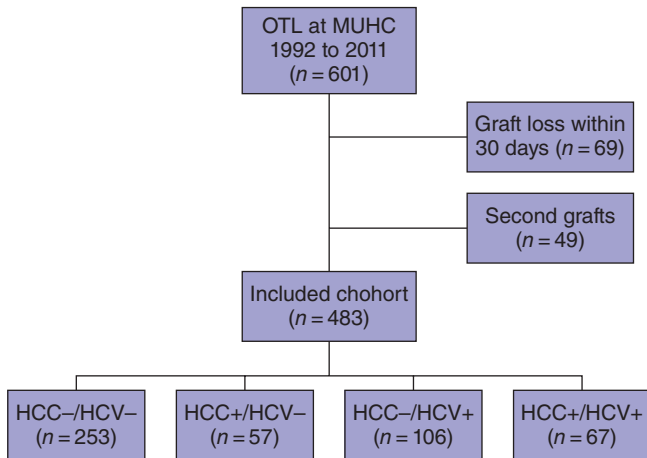 OTL at MUHC
1992 to 2011
(n = 601)
Graft loss within
30 days (n = 69)
Second grafts
(n = 49)
Included chohort
(n = 483)
HCC–/HCV–
(n = 253)
HCC+/HCV–
(n = 57)
HCC–/HCV+
(n = 106)
HCC+/HCV+
(n = 67)